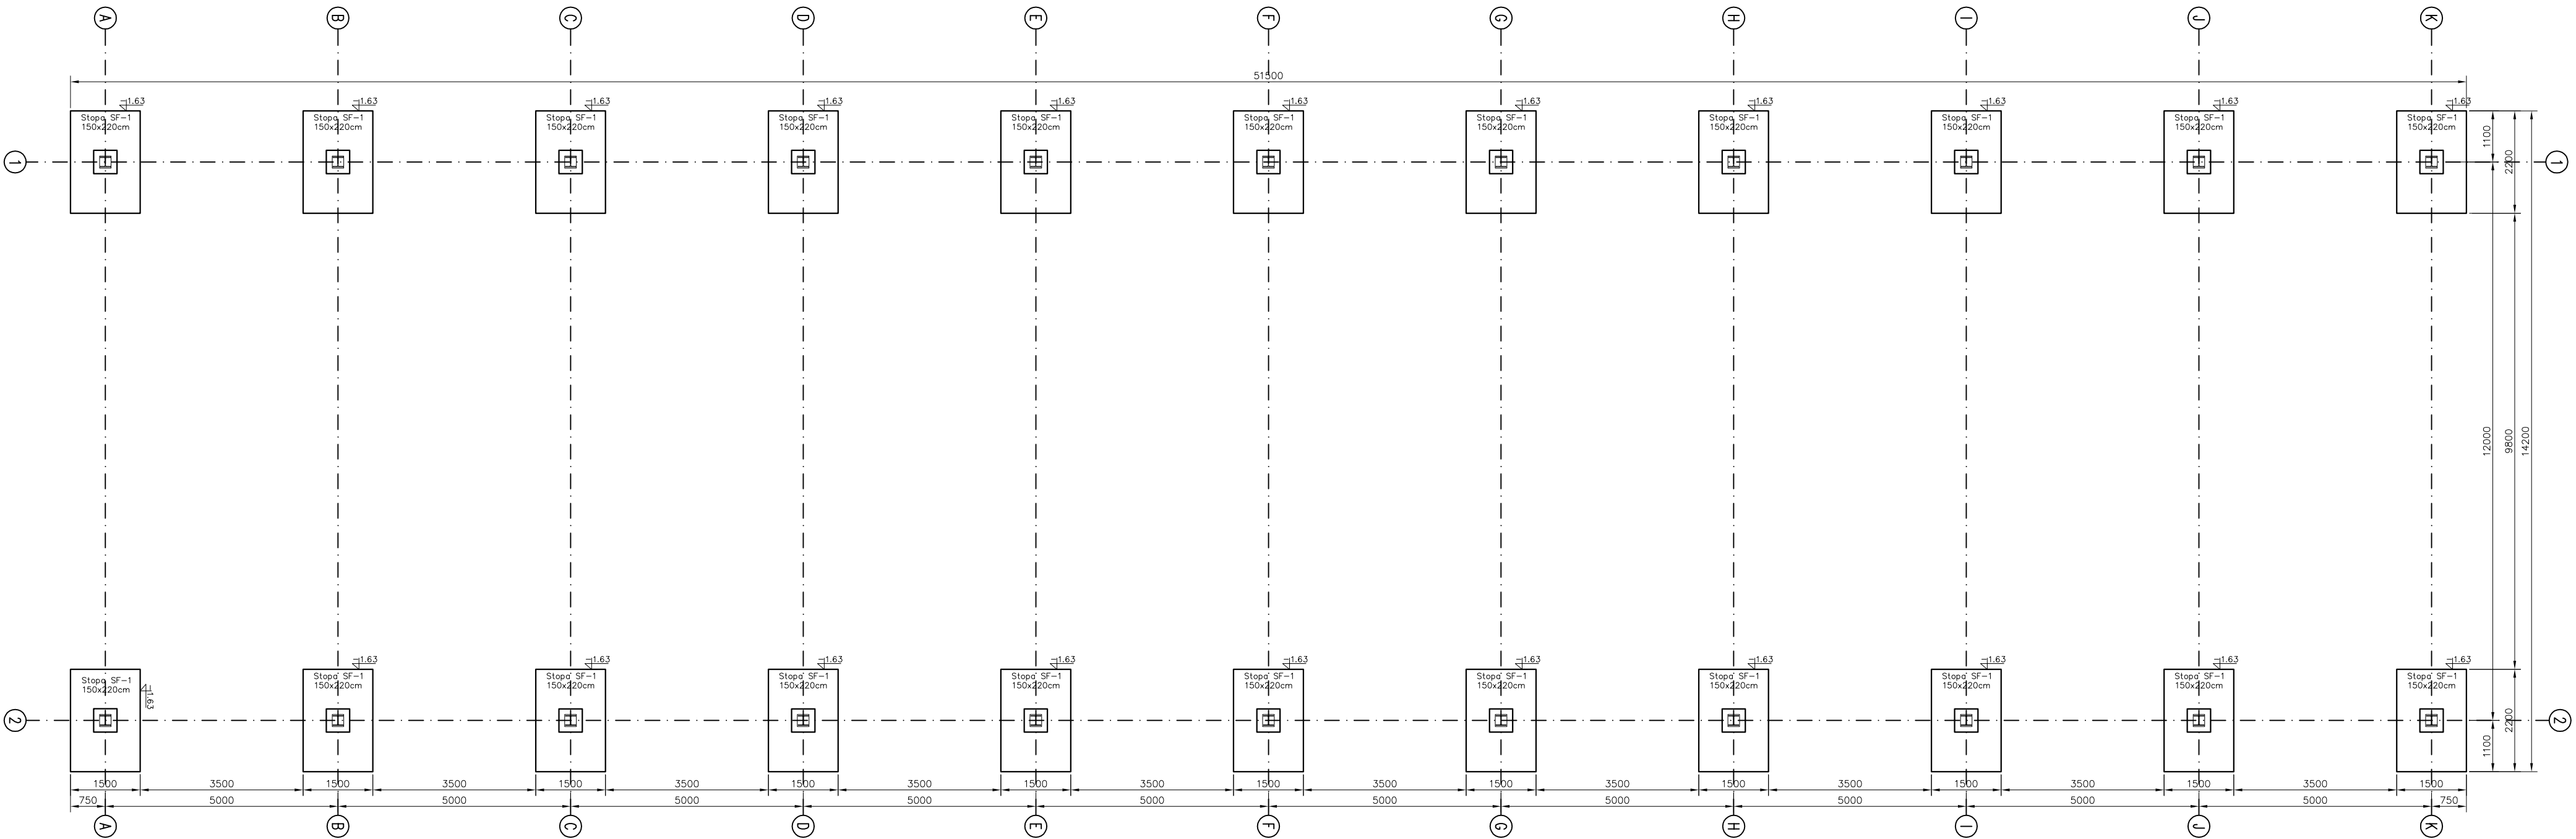 A B C D E F G H I J K
51500
-1.63 -1.63 -1.63 -1.63 -1.63 -1.63 -1.63 -1.63 -1.63 -1.63 -1.63
Stopa SF-1 Stopa SF-1 Stopa SF-1 Stopa SF-1 Stopa SF-1 Stopa SF-1 Stopa SF-1 Stopa SF-1 Stopa SF-1 Stopa SF-1 Stopa SF-1
150x220cm 150x220cm 150x220cm 150x220cm 150x220cm 150x220cm 150x220cm 150x220cm 150x220cm 150x220cm 150x220cm
1100
2200
1 1
12000
9800
14200
-1.63 -1.63 -1.63 -1.63 -1.63 -1.63 -1.63 -1.63 -1.63 -1.63
Stopa SF-1 Stopa SF-1 Stopa SF-1 Stopa SF-1 Stopa SF-1 Stopa SF-1 Stopa SF-1 Stopa SF-1 Stopa SF-1 Stopa SF-1 Stopa SF-1
150x220cm 150x220cm 150x220cm 150x220cm 150x220cm 150x220cm 150x220cm 150x220cm 150x220cm 150x220cm 150x220cm
-1.63
2 2
2200
1100
1500 3500 1500 3500 1500 3500 1500 3500 1500 3500 1500 3500 1500 3500 1500 3500 1500 3500 1500 3500 1500
750 5000 5000 5000 5000 5000 5000 5000 5000 5000 5000 750
A B C D E F G H I J K